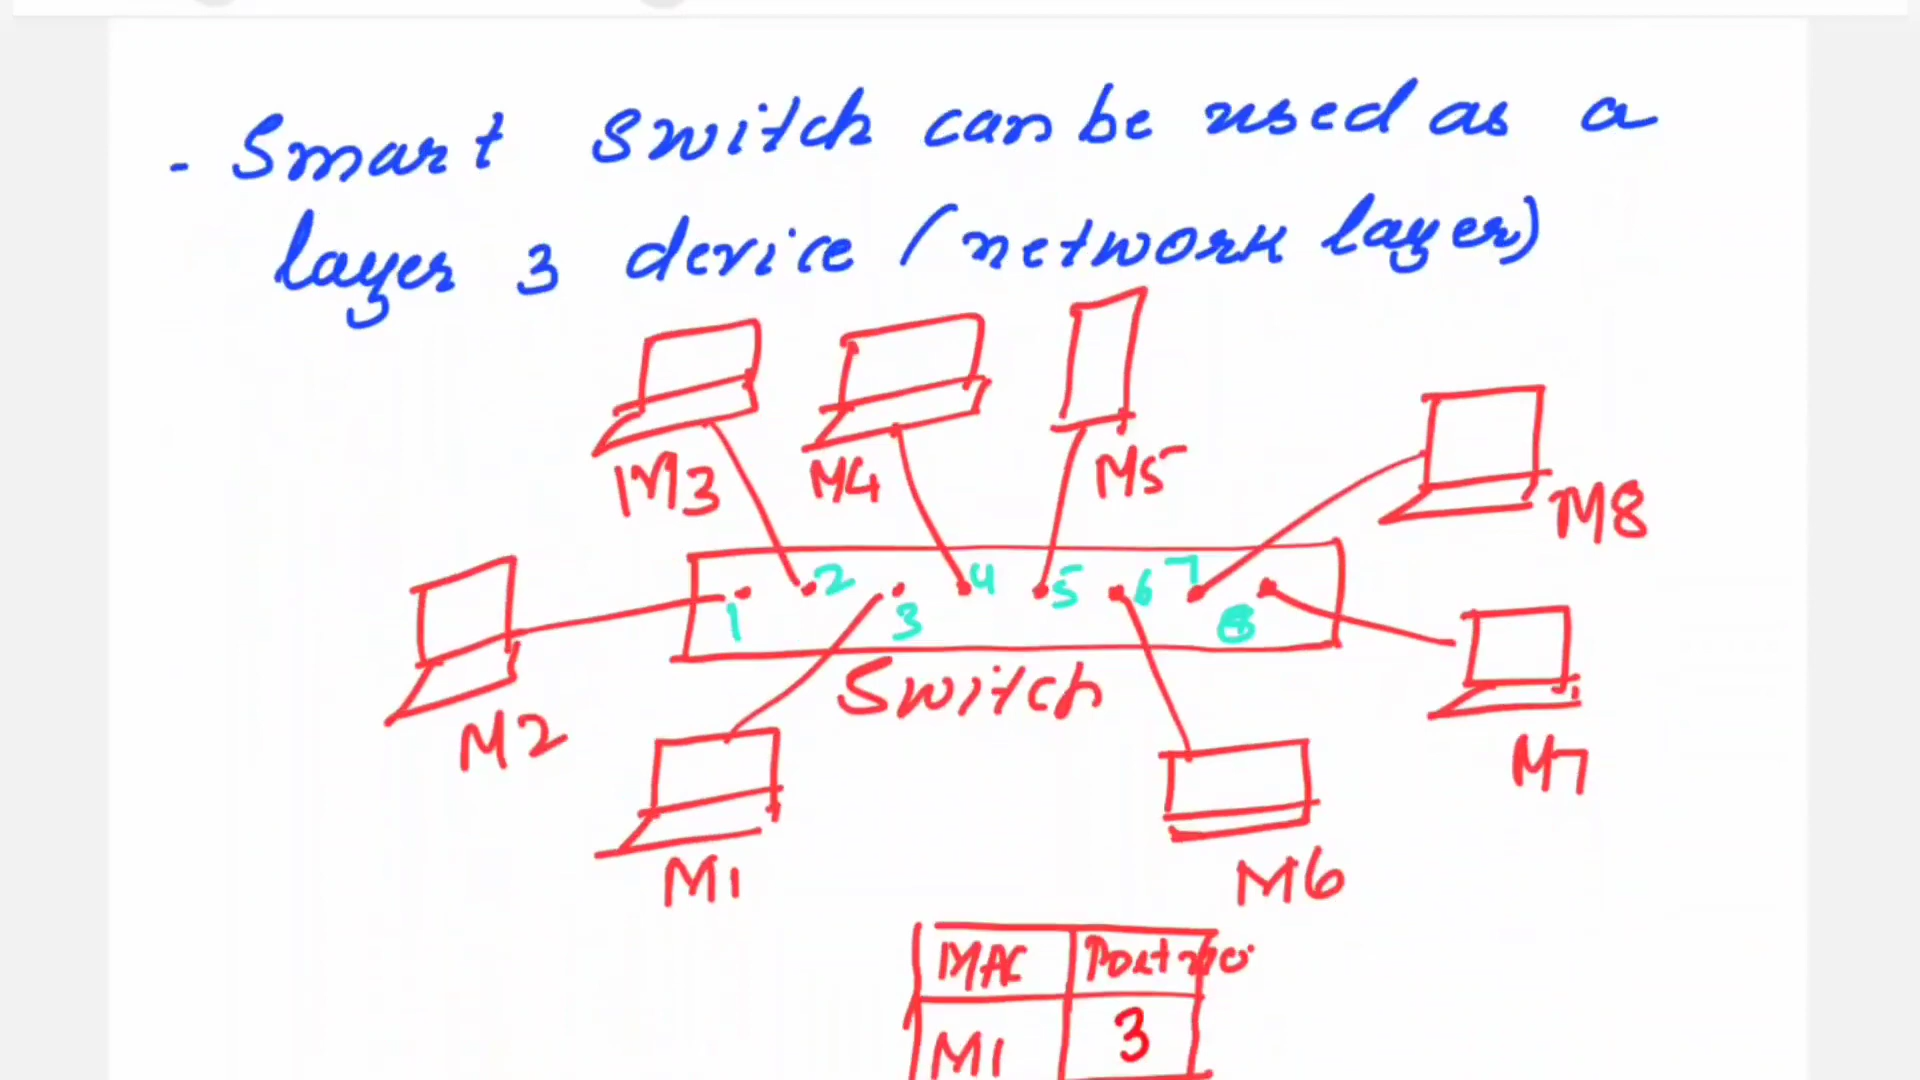 - Smart switch can be used as a
layer 3 device (network layer)
M3 M4 M5 M8
1 2 3 4 5 6 7 8
Switch
M2 M7
M1 M6
MAC Port no.
M1 3